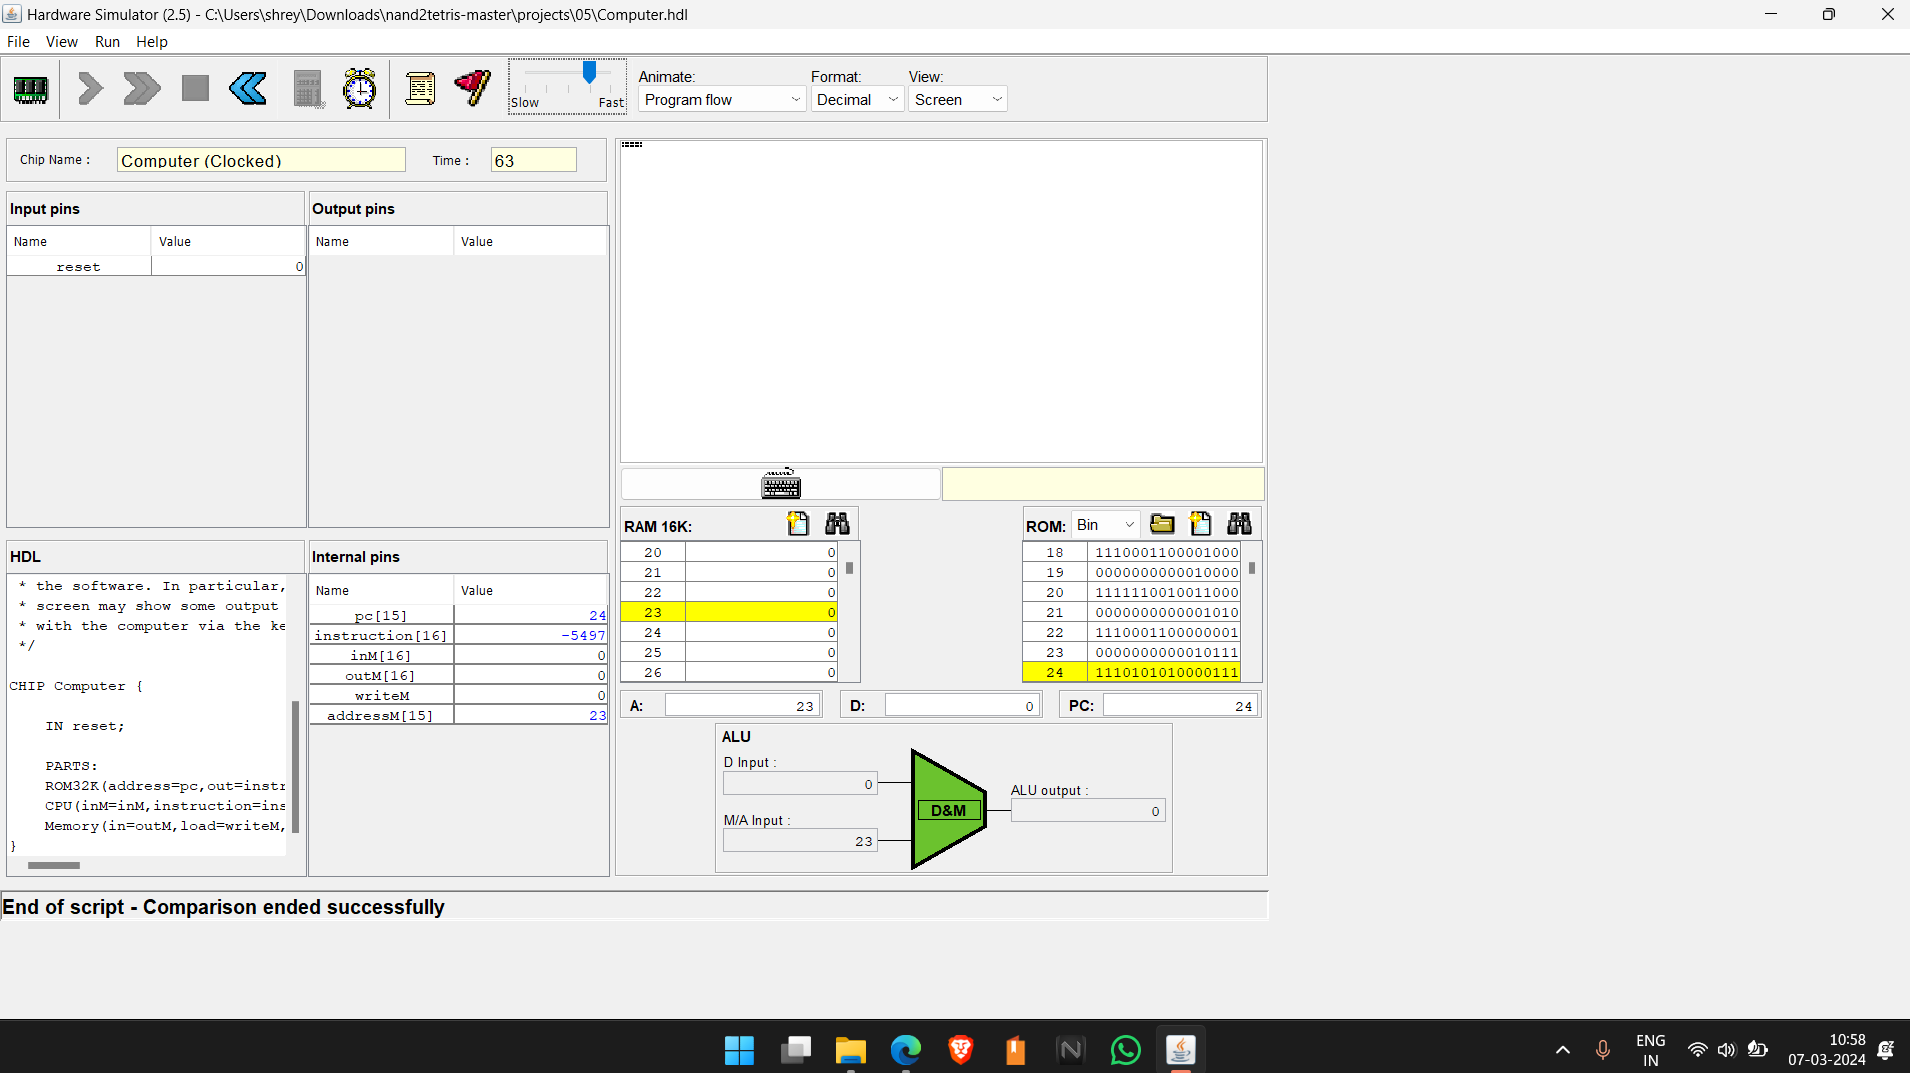 Hardware Simulator (2.5) - C:\Users\shrey\Downloads\nand2tetris-master\projects\05\Computer.hdl
File View Run Help
Slow Fast
Animate: Format: View:
Program flow Decimal Screen
Chip Name : Computer (Clocked) Time : 63
Input pins
Name Value
reset 0
Output pins
Name Value
HDL
* the software. In particular,
* screen may show some output
* with the computer via the ke
*/
CHIP Computer {
IN reset;
PARTS:
ROM32K(address=pc,out=instr
CPU(inM=inM,instruction=ins
Memory(in=outM,load=writeM,
}
Internal pins
Name Value
pc[15] 24
instruction[16] -5497
inM[16] 0
outM[16] 0
writeM 0
addressM[15] 23
RAM 16K:
20 0
21 0
22 0
23 0
24 0
25 0
26 0
ROM: Bin
18 1110001100001000
19 0000000000010000
20 1111110010011000
21 0000000000001010
22 1110001100000001
23 0000000000010111
24 1110101010000111
A: 23 D: 0 PC: 24
ALU
D Input :
0
M/A Input :
23
D&M
ALU output :
0
End of script - Comparison ended successfully
ENG
IN
10:58
07-03-2024